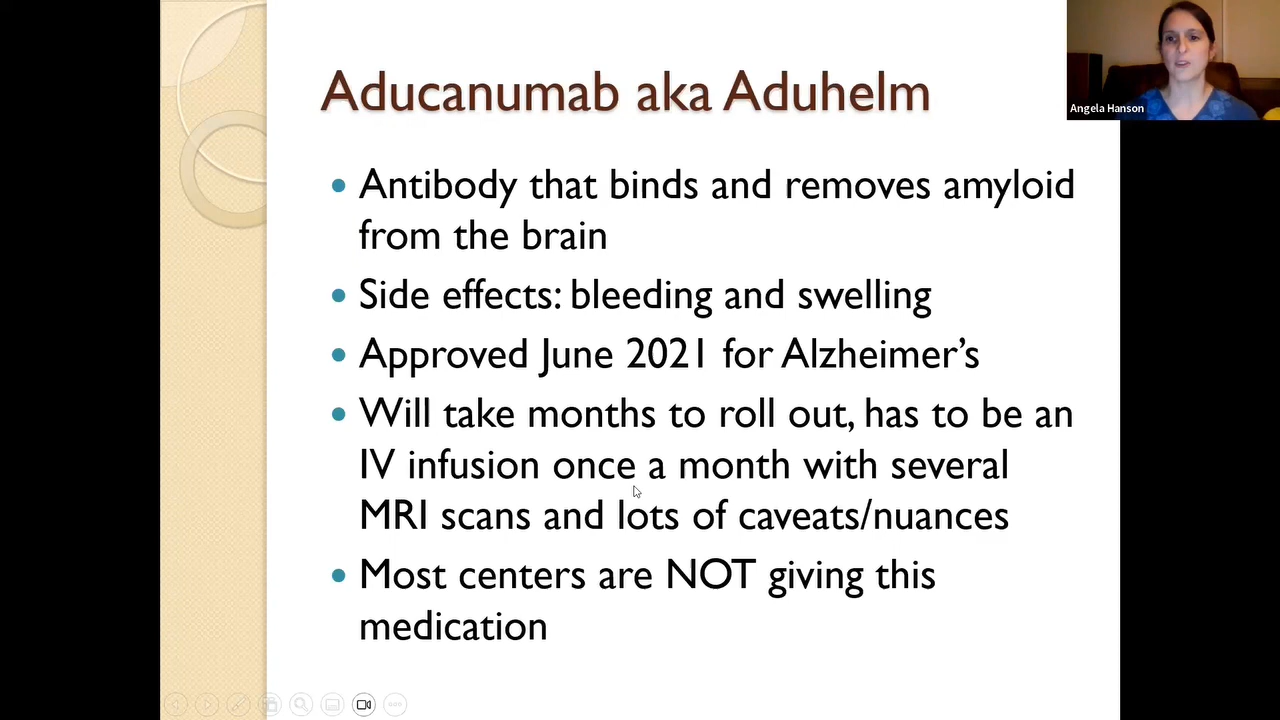 Aducanumab aka Aduhelm
Angela Hanson
• Antibody that binds and removes amyloid
from the brain
• Side effects: bleeding and swelling
• Approved June 2021 for Alzheimer’s
• Will take months to roll out, has to be an
IV infusion once a month with several
MRI scans and lots of caveats/nuances
• Most centers are NOT giving this
medication